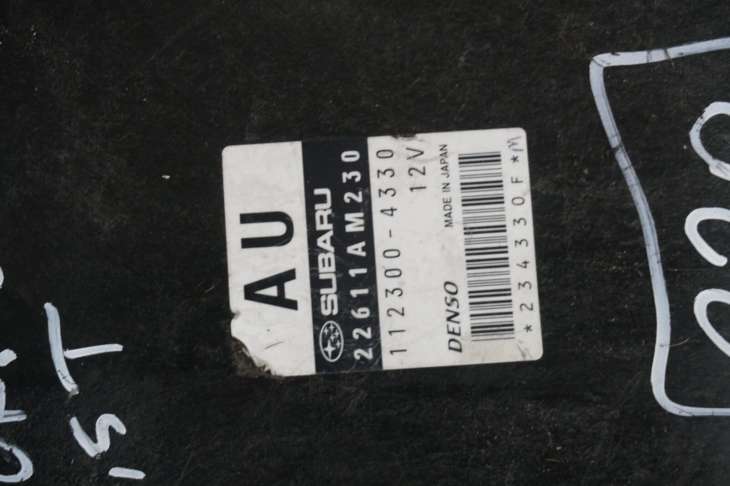 AU
SUBARU
22611AM230
112300-4330
12V
DENSO MADE IN JAPAN
*234330F*M